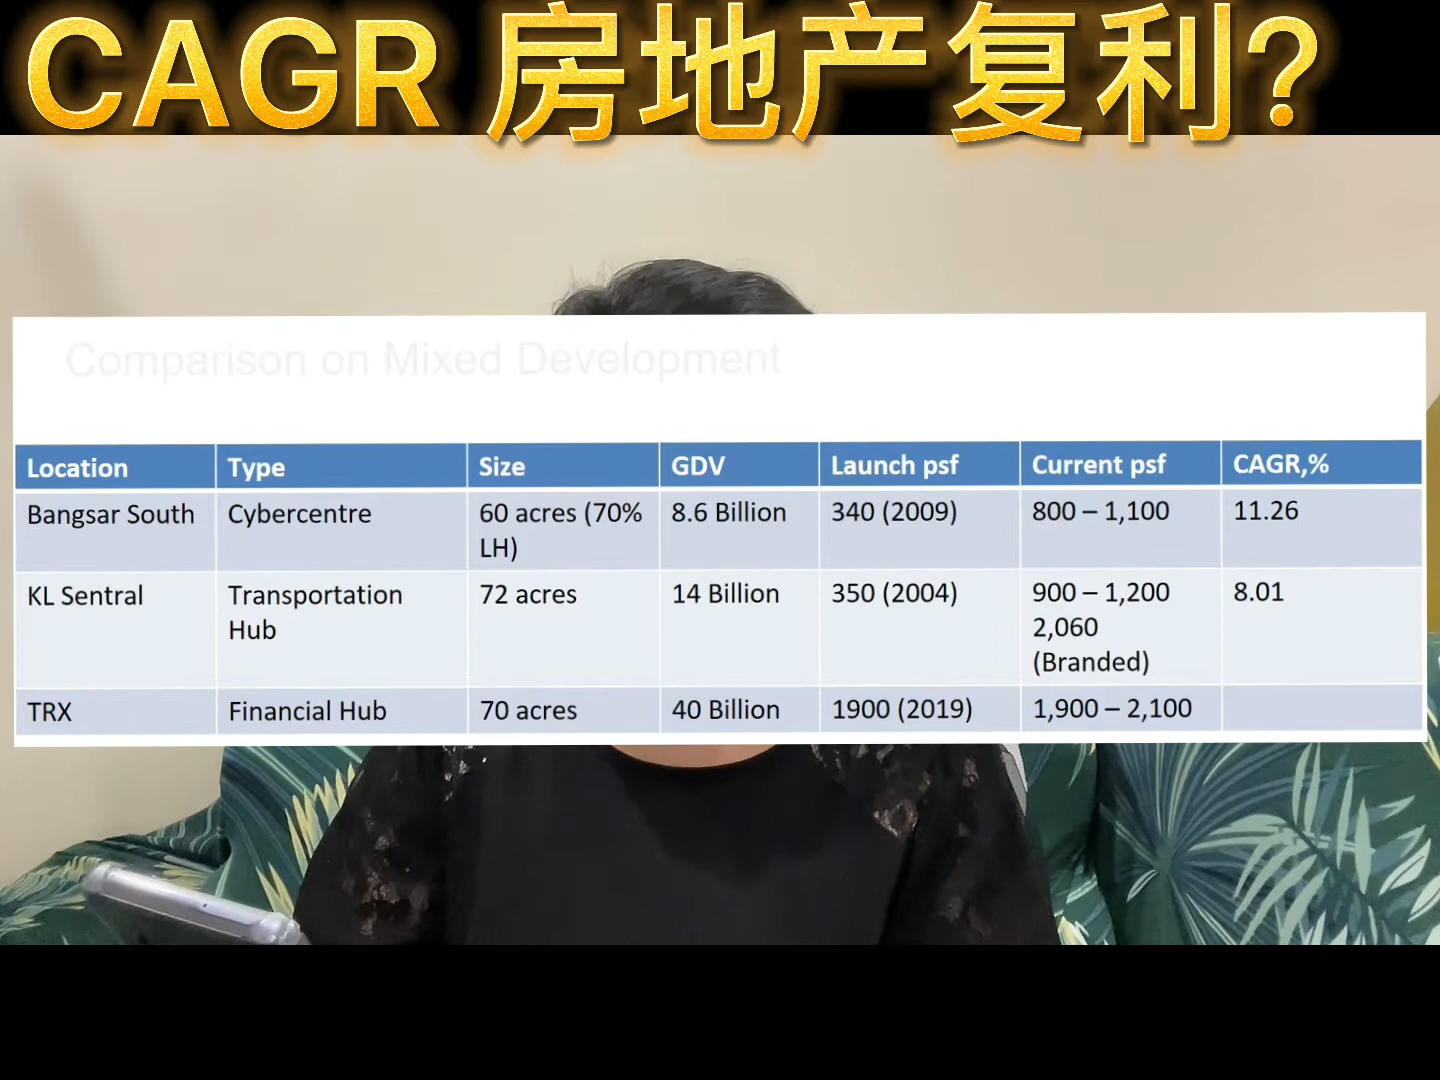 CAGR 房地产复利?
Comparison on Mixed Development
Location Type Size GDV Launch psf Current psf CAGR,%
Bangsar South Cybercentre 60 acres (70% 8.6 Billion 340 (2009) 800 – 1,100 11.26
LH)
KL Sentral Transportation 72 acres 14 Billion 350 (2004) 900 – 1,200 8.01
Hub 2,060
(Branded)
TRX Financial Hub 70 acres 40 Billion 1900 (2019) 1,900 – 2,100